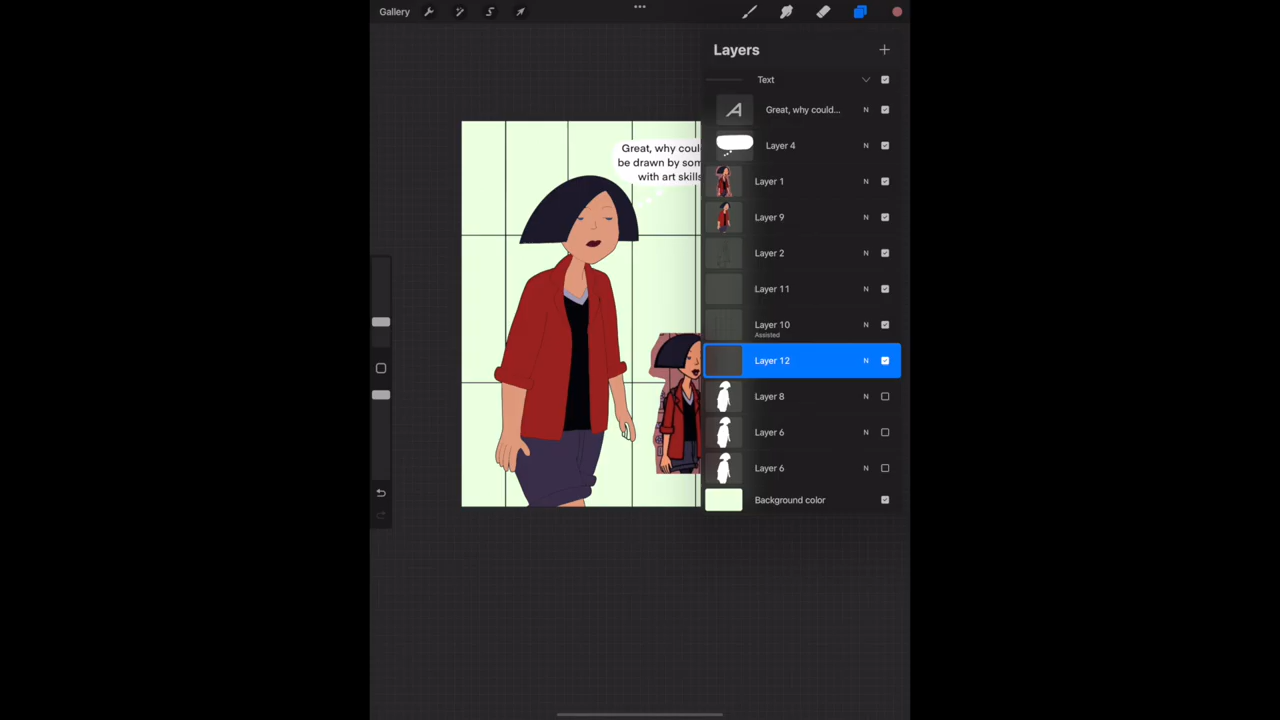 Gallery
Layers
Text
Great, why could...
N
Layer 4
N
Layer 1
N
Layer 9
N
Layer 2
N
Layer 11
N
Layer 10
Assisted
N
Layer 12
N
Layer 8
N
Layer 6
N
Layer 6
N
Background color
Great, why coul
be drawn by som
with art skills